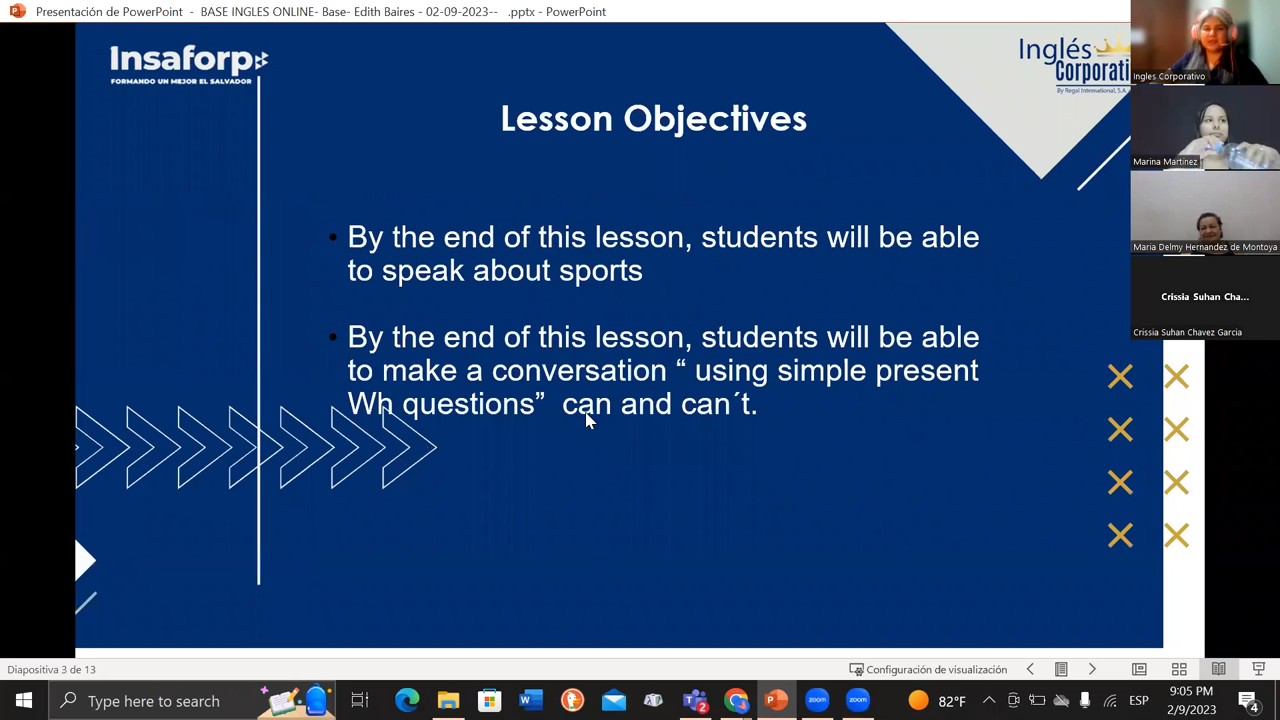 Presentación de PowerPoint - BASE INGLES ONLINE- Base- Edith Baires - 02-09-2023-- .pptx - PowerPoint
Insaforp
FORMANDO UN MEJOR EL SALVADOR
Inglés
Corporati
By Regal International, S.A.
Lesson Objectives
• By the end of this lesson, students will be able
to speak about sports
• By the end of this lesson, students will be able
to make a conversation “ using simple present
Wh questions” can and can´t.
Ingles Corporativo
Marina Martínez
Maria Delmy Hernandez de Montoya
Crissia Suhan Cha...
Crissia Suhan Chavez Garcia
Diapositiva 3 de 13
Configuración de visualización
Type here to search
W
2
zoom
zoom
82°F
ESP
9:05 PM
2/9/2023
4